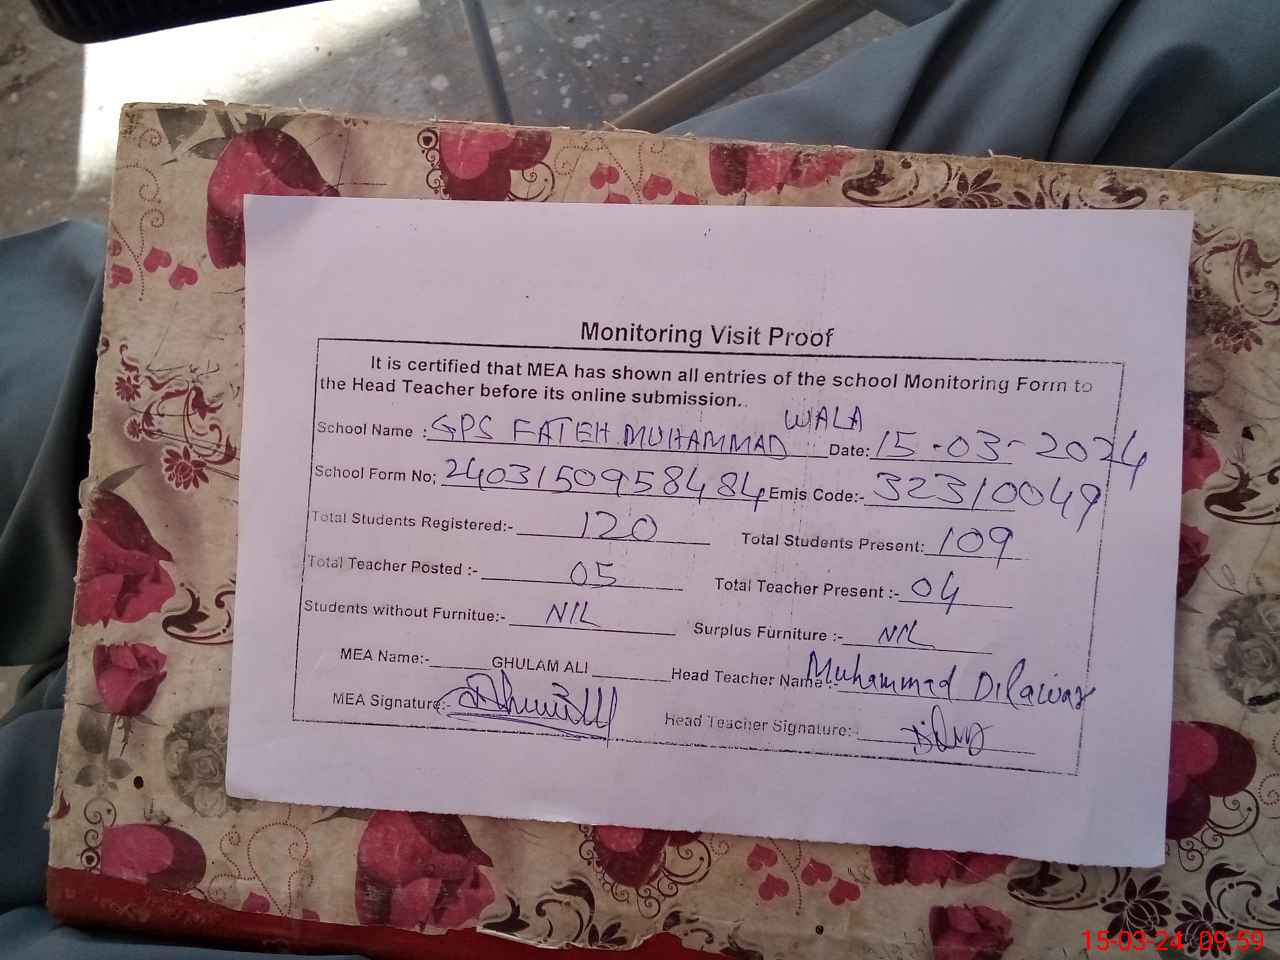 Monitoring Visit Proof
It is certified that MEA has shown all entries of the school Monitoring Form to
the Head Teacher before its online submission..
School Name : GPS FATEH MUHAMMAD WALA Date: 15-03-2024
School Form No: 24031509584 84 Emis Code:- 32310049
Total Students Registered:- 120 Total Students Present: 109
Total Teacher Posted :- 05 Total Teacher Present :- 04
Students without Furnitue:- NIL Surplus Furniture :- NIL
MEA Name:- GHULAM ALI Head Teacher Name :- Muhammad Dilawar
MEA Signature:- Head Teacher Signature:-
15-03-24 09:59